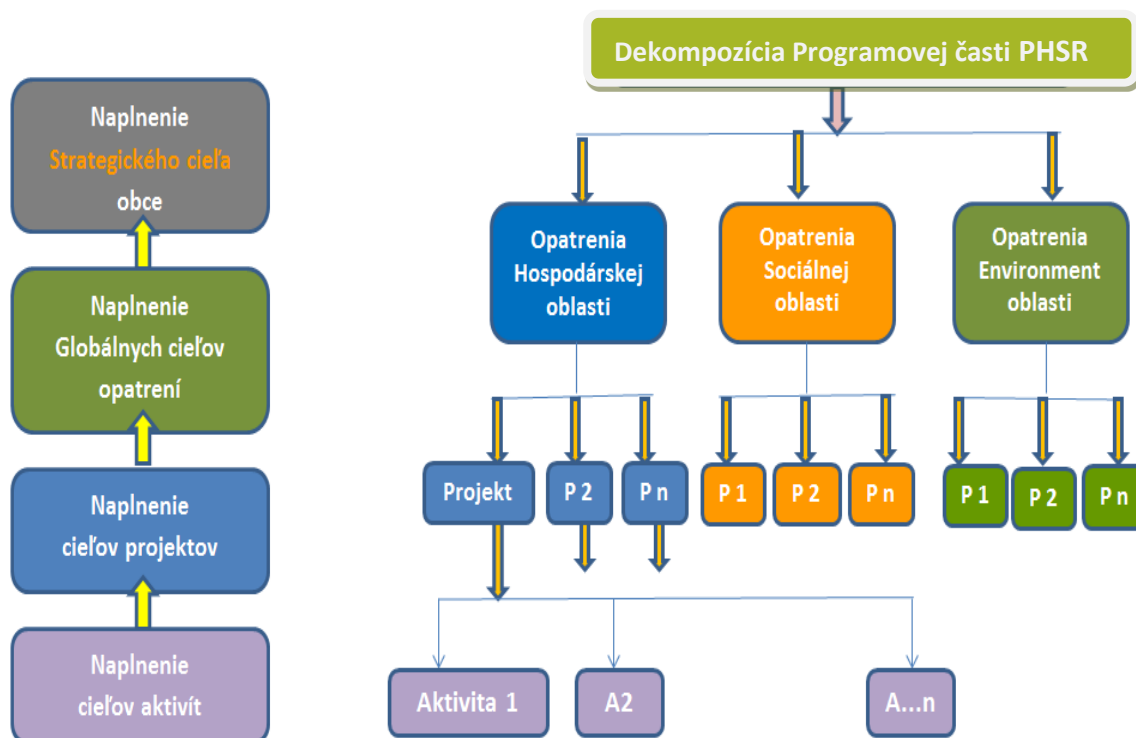 Dekompozícia Programovej časti PHSR
Naplnenie
Strategického cieľa
obce
Naplnenie
Globálnych cieľov
opatrení
Naplnenie
cieľov projektov
Naplnenie
cieľov aktivít
Opatrenia
Hospodárskej
oblasti
Opatrenia
Sociálnej
oblasti
Opatrenia
Environment
oblasti
Projekt
P 2
P n
P 1
P 2
P n
P 1
P 2
P n
Aktivita 1
A2
A...n